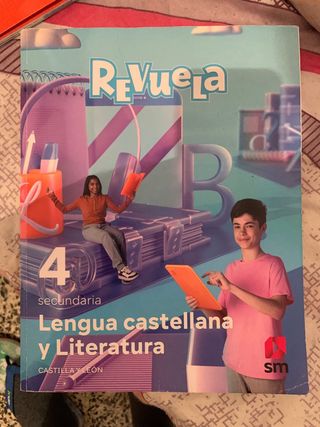 REVUELA
B
4
secundaria
Lengua castellana
y Literatura
CASTILLA Y LEÓN
sm